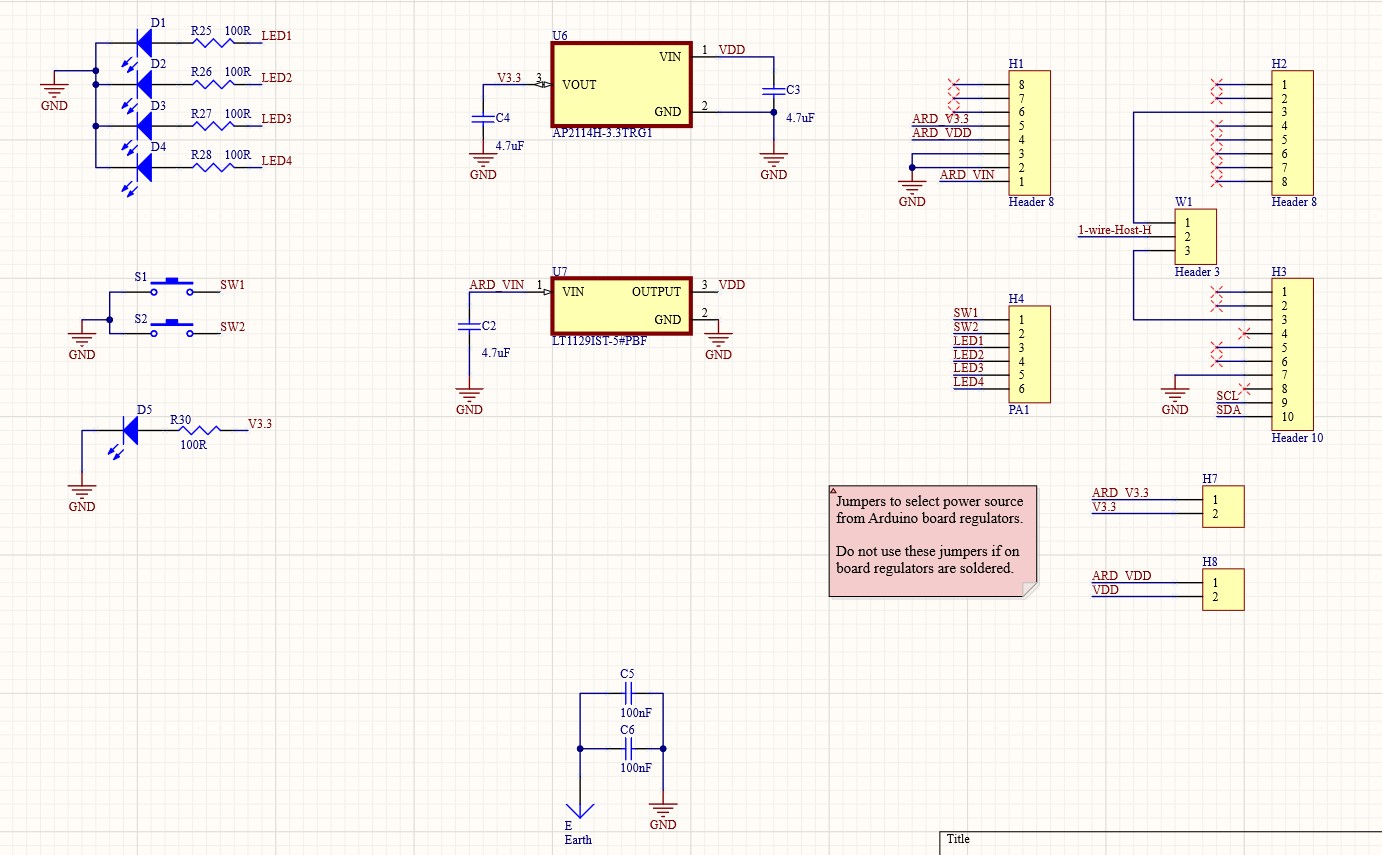 D1
R25 100R LED1
D2
R26 100R LED2
GND
D3
R27 100R LED3
D4
R28 100R LED4
S1
SW1
S2
SW2
GND
D5
R30
100R
V3.3
GND
U6
VIN 1 VDD
V3.3 3 VOUT
GND 2
AP2114H-3.3TRG1
C4
4.7uF
GND
C3
4.7uF
GND
U7
ARD_VIN 1 VIN OUTPUT 3 VDD
GND 2
LT1129IST-5#PBF
C2
4.7uF
GND
GND
H1
8
7
6
ARD_V3.3 5
ARD_VDD 4
3
2
ARD_VIN 1
GND
Header 8
H2
1
2
3
4
5
6
7
8
Header 8
W1
1
1-wire-Host-H 2
3
Header 3
H4
SW1 1
SW2 2
LED1 3
LED2 4
LED3 5
LED4 6
PA1
H3
1
2
3
4
5
6
7
8
SCL 9
SDA 10
GND
Header 10
Jumpers to select power source
from Arduino board regulators.
Do not use these jumpers if on
board regulators are soldered.
H7
ARD_V3.3 1
V3.3 2
H8
ARD_VDD 1
VDD 2
C5
100nF
C6
100nF
E
Earth
GND
Title